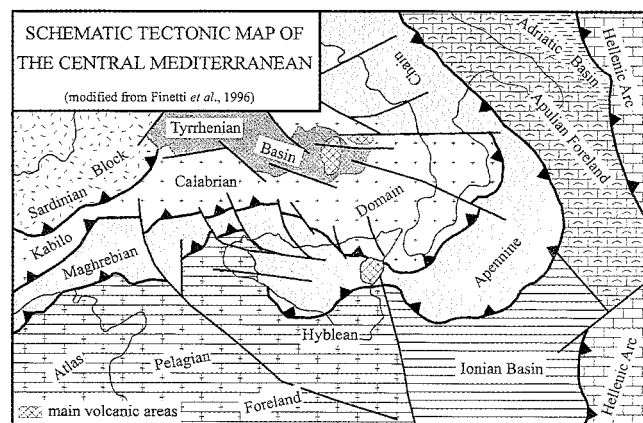 SCHEMATIC TECTONIC MAP OF
THE CENTRAL MEDITERRANEAN
(modified from Finetti et al., 1996)
Chain
Adriatic Basin
Hellenic Arc
Apulian Foreland
Tyrrhenian
Basin
Sardinian Block
Calabrian
Domain
Kabilo
Maghrebian
Apennine
Hyblean
Atlas
Pelagian
Foreland
Ionian Basin
Hellenic Arc
main volcanic areas